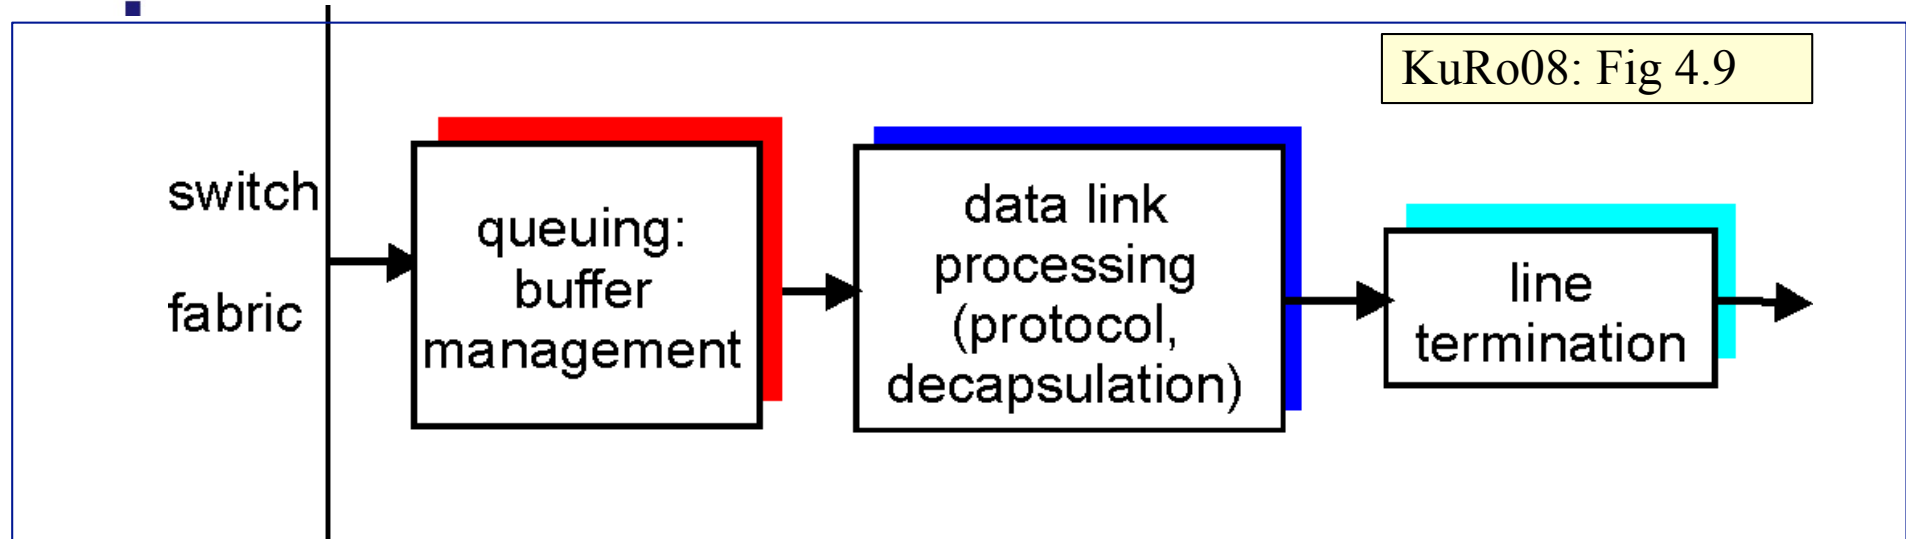 KuRo08: Fig 4.9
switch
fabric
queuing:
buffer
management
data link
processing
(protocol,
decapsulation)
line
termination